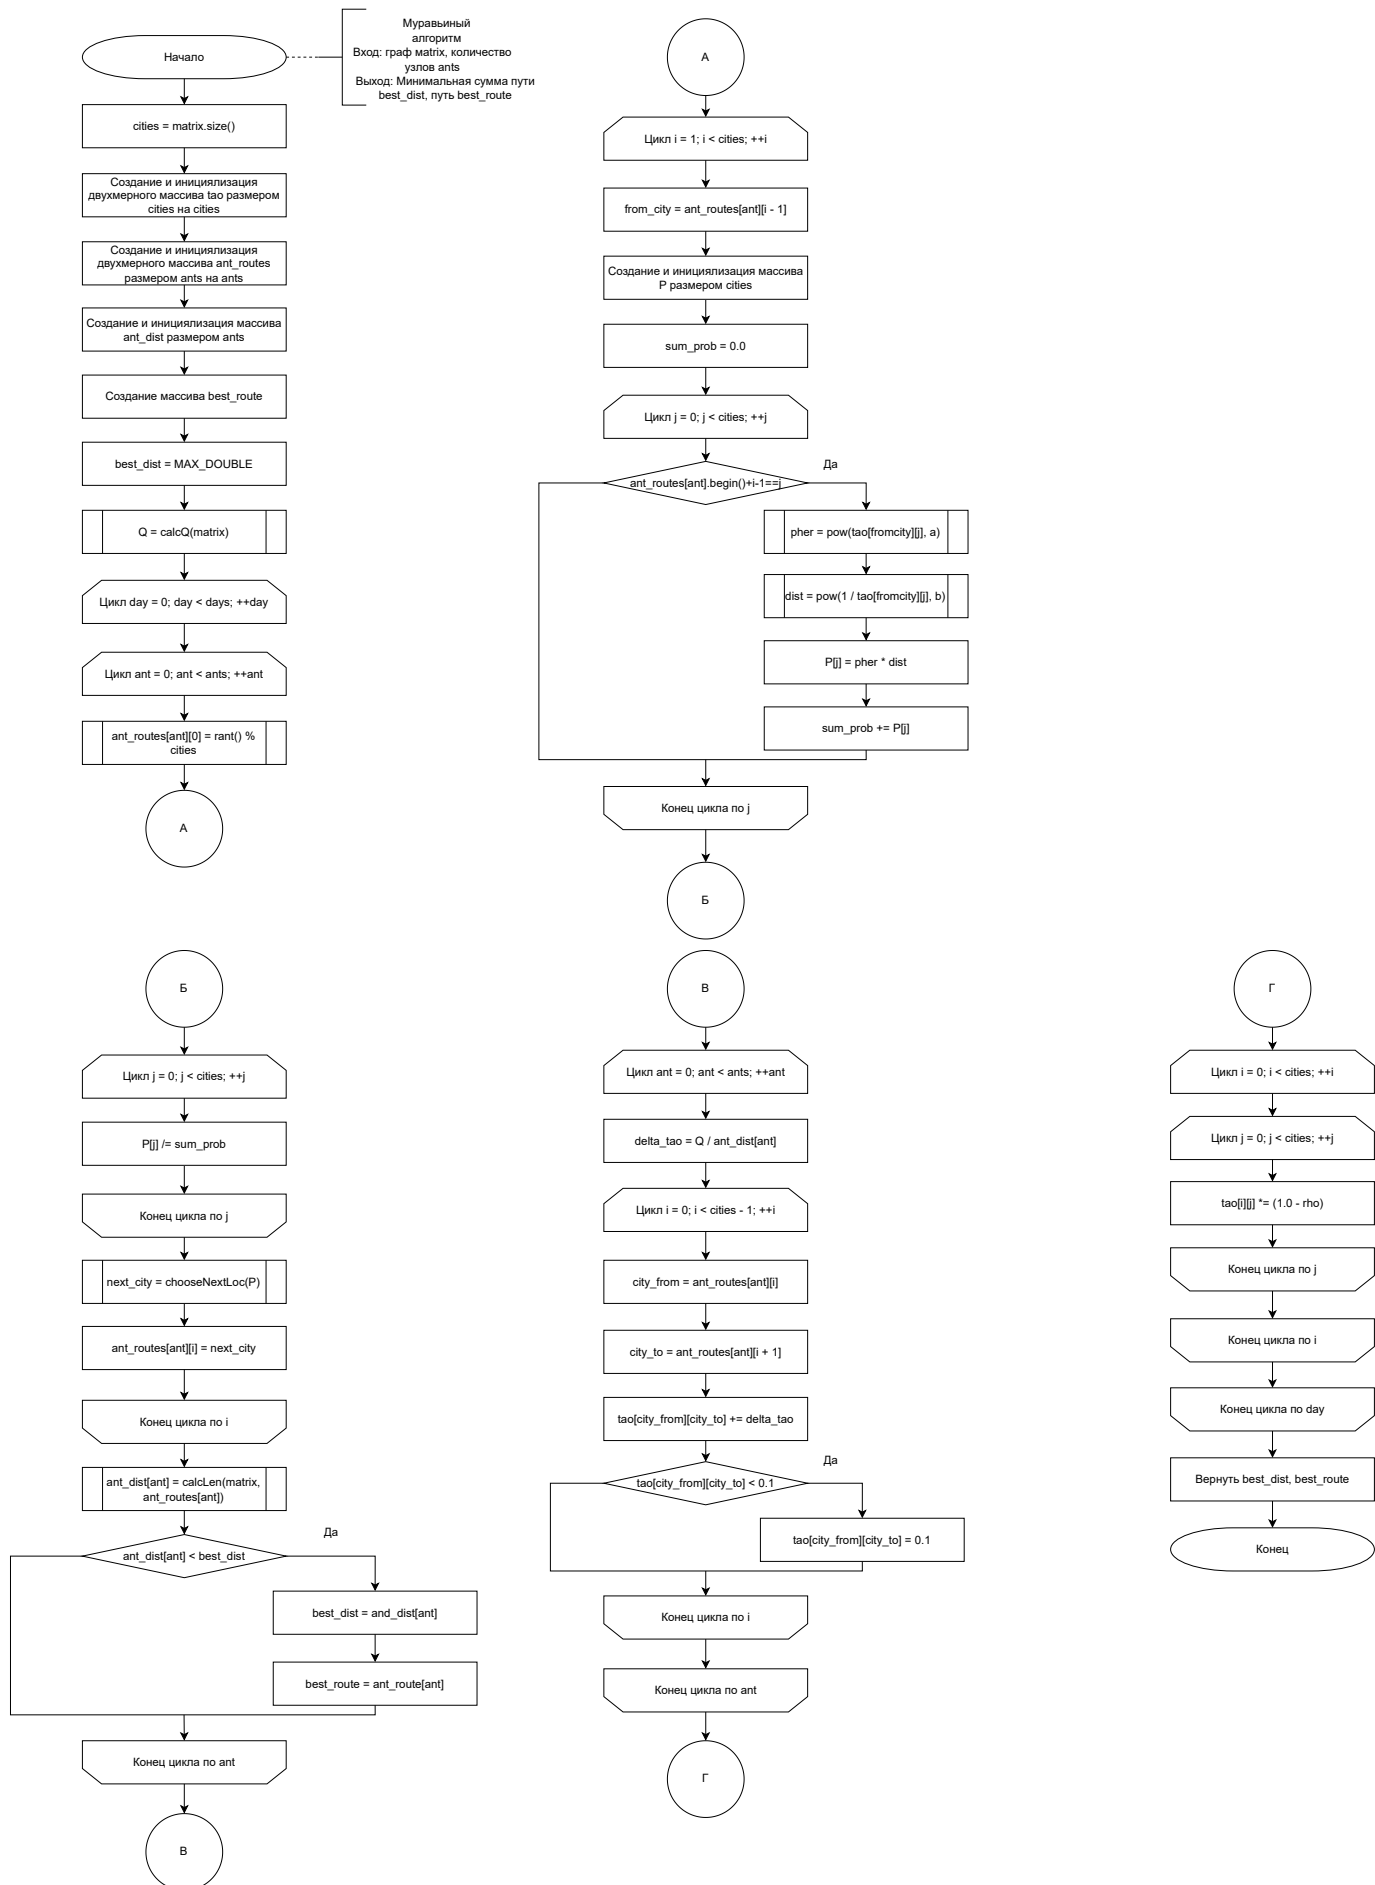 Начало
Муравьиный
алгоритм
Вход: граф matrix, количество
узлов ants
Выход: Минимальная сумма пути
best_dist, путь best_route
cities = matrix.size()
Создание и инициялизация
двухмерного массива tao размером
cities на cities
Создание и инициялизация
двухмерного массива ant_routes
размером ants на ants
Создание и инициялизация массива
ant_dist размером ants
Создание массива best_route
best_dist = MAX_DOUBLE
Q = calcQ(matrix)
Цикл day = 0; day < days; ++day
Цикл ant = 0; ant < ants; ++ant
ant_routes[ant][0] = rant() %
cities
А
А
Цикл i = 1; i < cities; ++i
from_city = ant_routes[ant][i - 1]
Создание и инициялизация массива
P размером cities
sum_prob = 0.0
Цикл j = 0; j < cities; ++j
Да
ant_routes[ant].begin()+i-1==j
pher = pow(tao[fromcity][j], a)
dist = pow(1 / tao[fromcity][j], b)
P[j] = pher * dist
sum_prob += P[j]
Конец цикла по j
Б
Б
Цикл j = 0; j < cities; ++j
P[j] /= sum_prob
Конец цикла по j
next_city = chooseNextLoc(P)
ant_routes[ant][i] = next_city
Конец цикла по i
ant_dist[ant] = calcLen(matrix,
ant_routes[ant])
Да
ant_dist[ant] < best_dist
best_dist = and_dist[ant]
best_route = ant_route[ant]
Конец цикла по ant
В
В
Цикл ant = 0; ant < ants; ++ant
delta_tao = Q / ant_dist[ant]
Цикл i = 0; i < cities - 1; ++i
city_from = ant_routes[ant][i]
city_to = ant_routes[ant][i + 1]
tao[city_from][city_to] += delta_tao
Да
tao[city_from][city_to] < 0.1
tao[city_from][city_to] = 0.1
Конец цикла по i
Конец цикла по ant
Г
Г
Цикл i = 0; i < cities; ++i
Цикл j = 0; j < cities; ++j
tao[i][j] *= (1.0 - rho)
Конец цикла по j
Конец цикла по i
Конец цикла по day
Вернуть best_dist, best_route
Конец